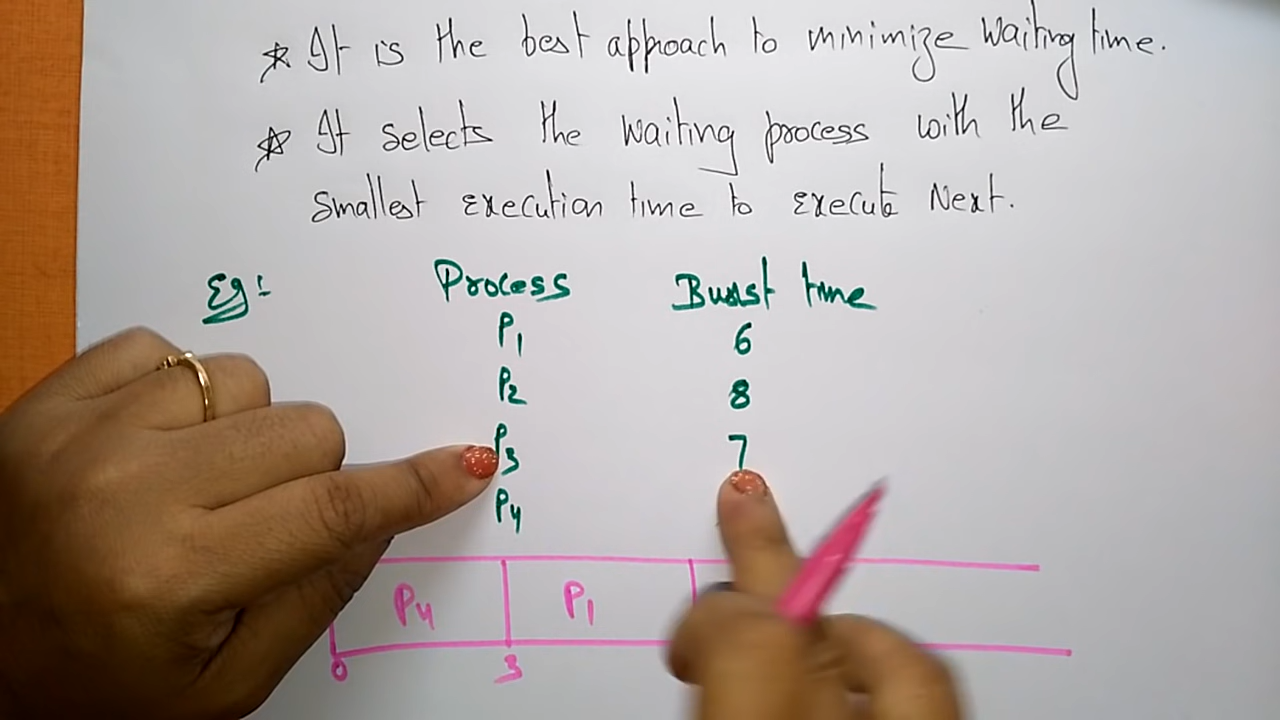 * It is the best approach to minimize waiting time.
* It selects the waiting process with the
smallest execution time to execute Next.
Eg: Process Burst time
P1 6
P2 8
P3 7
P4
P4 P1
0 3